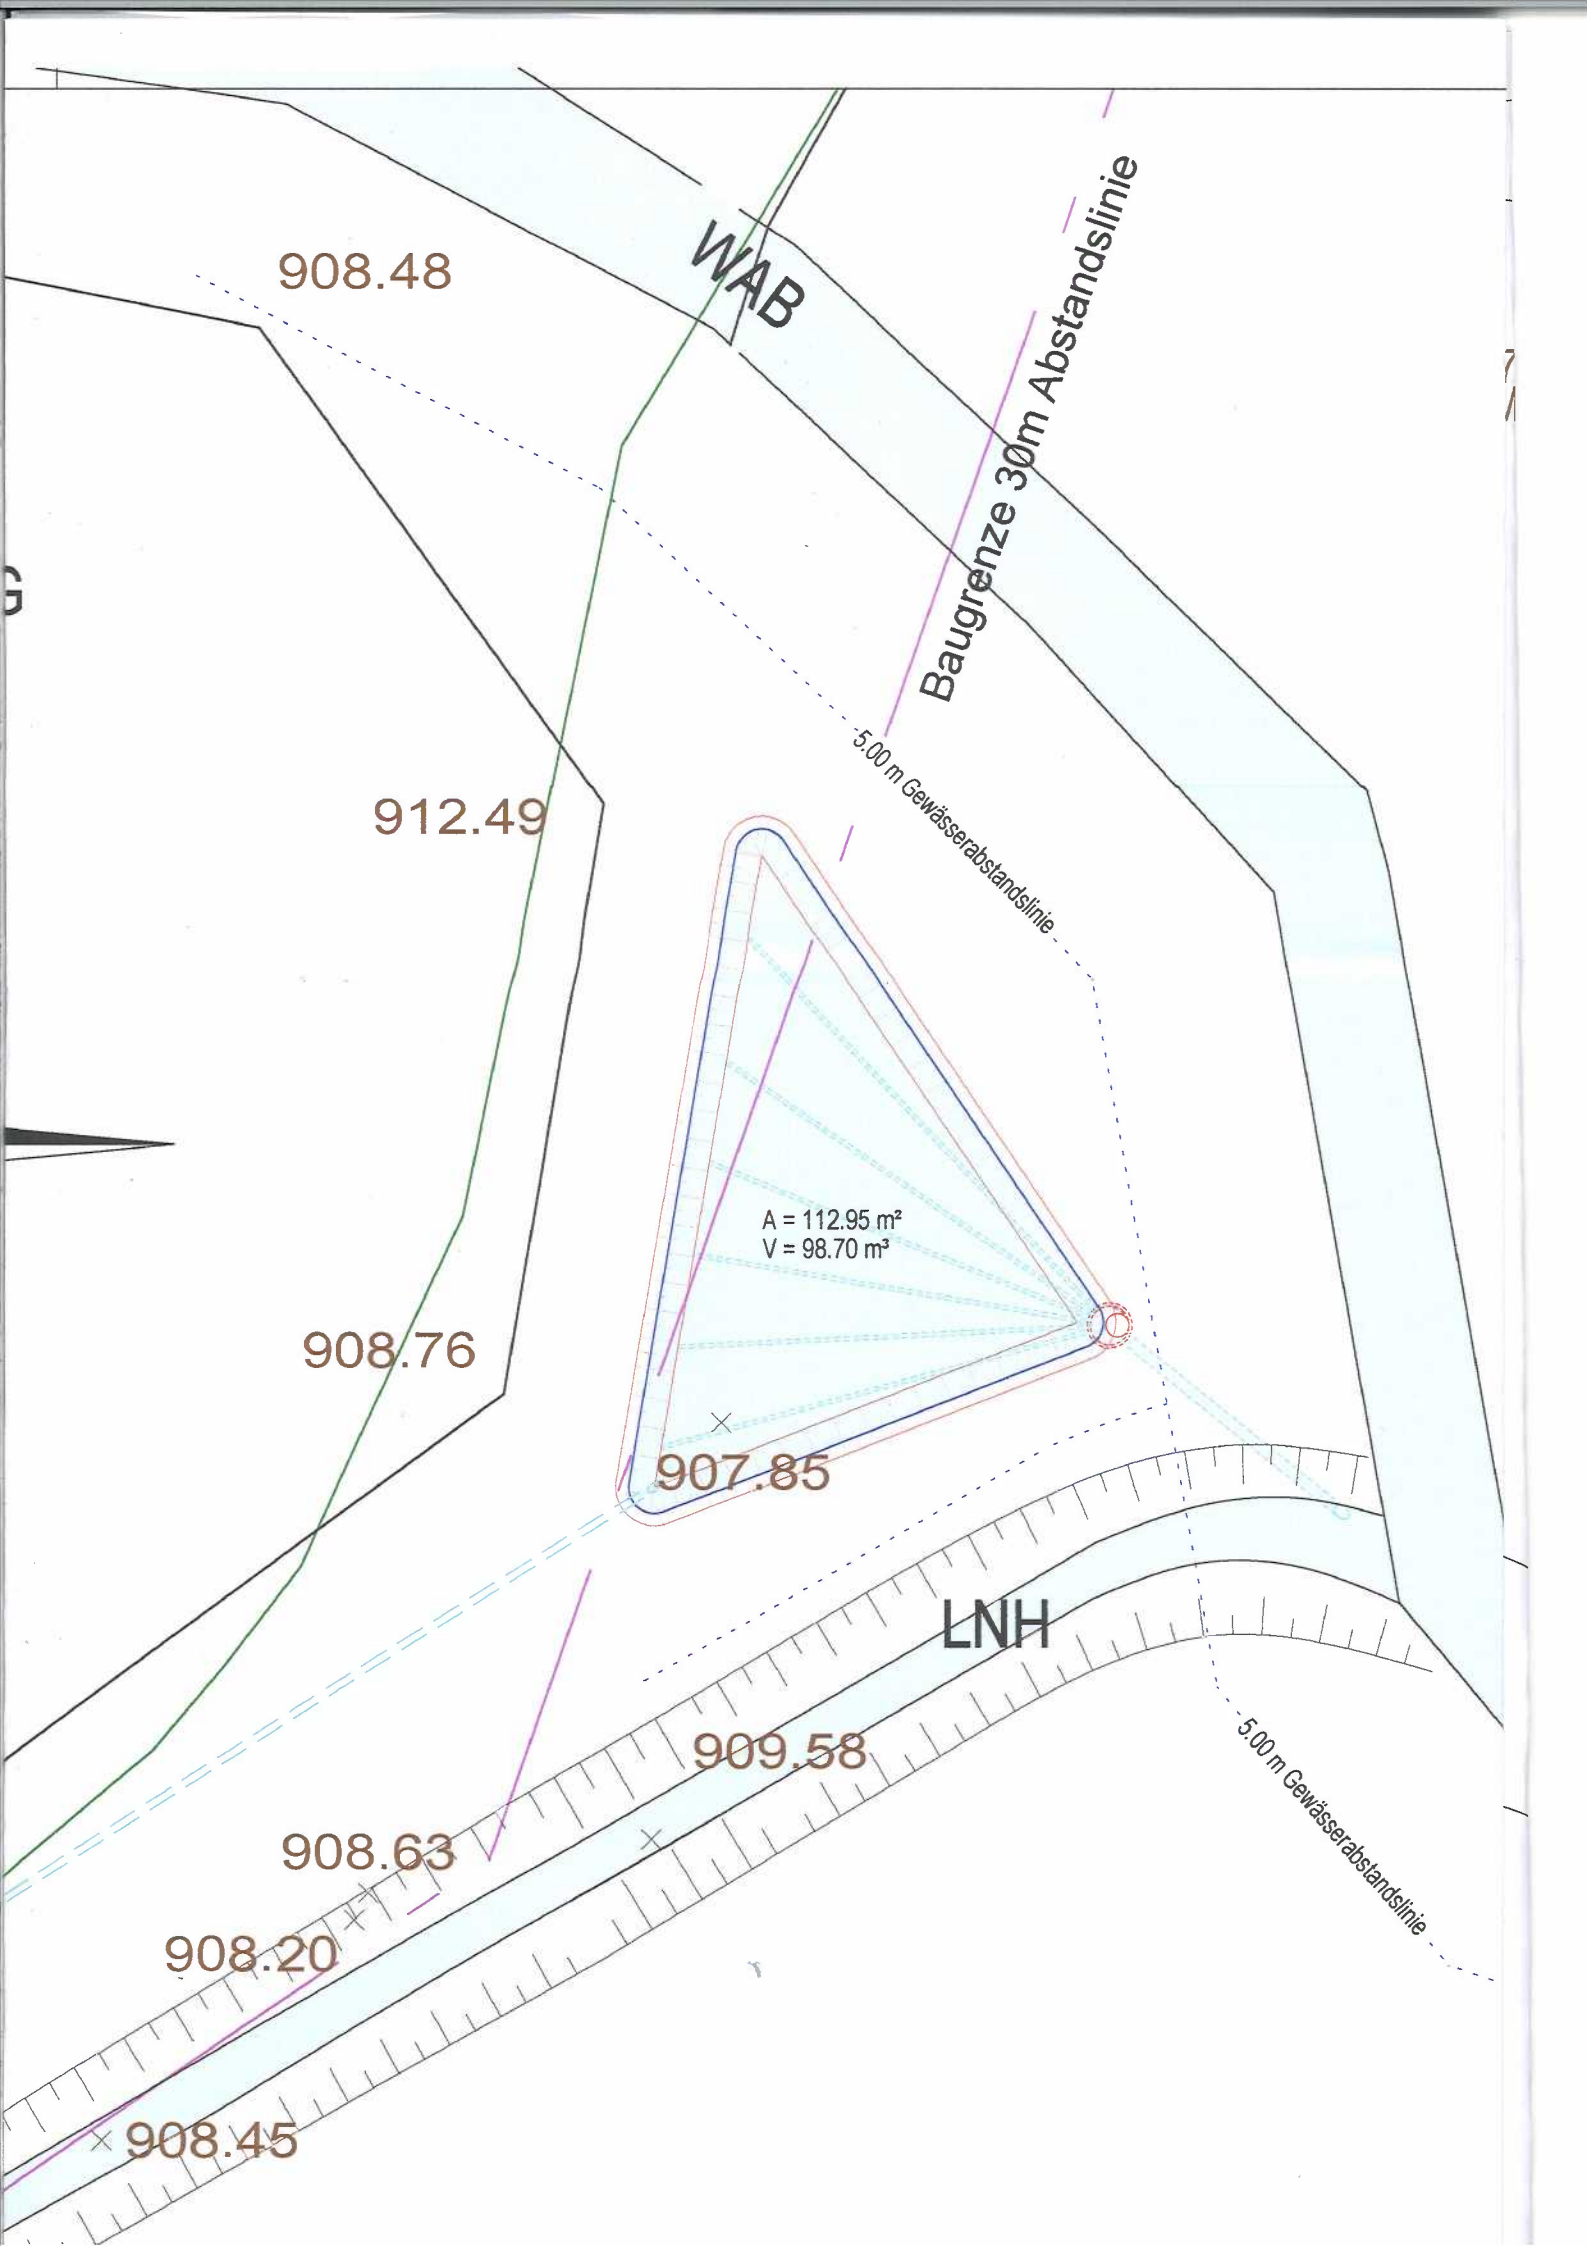 WAB
Baugrenze 30m Abstandslinie
908.48
G
5.00 m Gewässerabstandslinie
912.49
A = 112.95 m²
V = 98.70 m³
908.76
907.85
LNH
909.58
5.00 m Gewässerabstandslinie
908.63
908.20
908.45